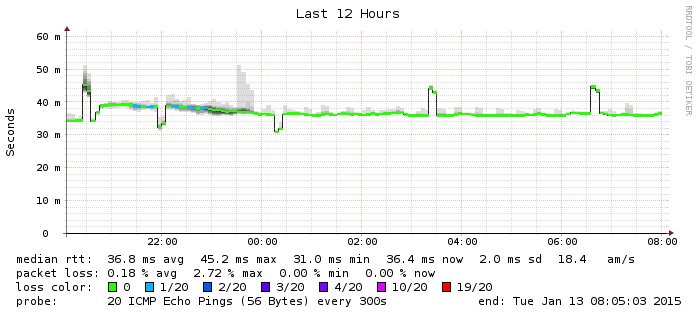 Last 12 Hours
RRDTOOL / TOBI OETIKER
Seconds
60 m
50 m
40 m
30 m
20 m
10 m
0
22:00 00:00 02:00 04:00 06:00 08:00
median rtt: 36.8 ms avg 45.2 ms max 31.0 ms min 36.4 ms now 2.0 ms sd 18.4 am/s
packet loss: 0.18 % avg 2.72 % max 0.00 % min 0.00 % now
loss color: 0 1/20 2/20 3/20 4/20 10/20 19/20
probe: 20 ICMP Echo Pings (56 Bytes) every 300s end: Tue Jan 13 08:05:03 2015